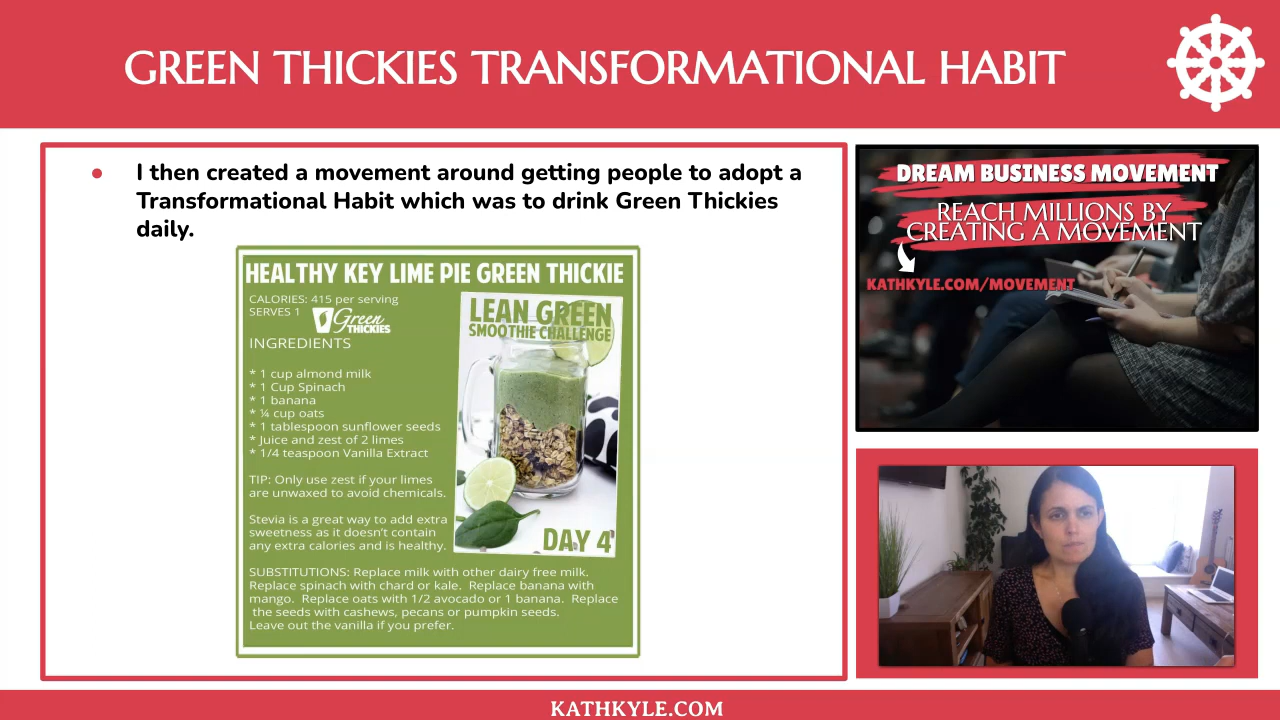 GREEN THICKIES TRANSFORMATIONAL HABIT
I then created a movement around getting people to adopt a
Transformational Habit which was to drink Green Thickies
daily.
HEALTHY KEY LIME PIE GREEN THICKIE
CALORIES: 415 per serving
SERVES 1
Green
THICKIES
INGREDIENTS
* 1 cup almond milk
* 1 Cup Spinach
* 1 banana
* ¼ cup oats
* 1 tablespoon sunflower seeds
* Juice and zest of 2 limes
* 1/4 teaspoon Vanilla Extract
TIP: Only use zest if your limes
are unwaxed to avoid chemicals.
Stevia is a great way to add extra
sweetness as it doesn't contain
any extra calories and is healthy.
LEAN GREEN
SMOOTHIE CHALLENGE
DAY 4
SUBSTITUTIONS: Replace milk with other dairy free milk.
Replace spinach with chard or kale. Replace banana with
mango. Replace oats with 1/2 avocado or 1 banana. Replace
the seeds with cashews, pecans or pumpkin seeds.
Leave out the vanilla if you prefer.
DREAM BUSINESS MOVEMENT
REACH MILLIONS BY
CREATING A MOVEMENT
KATHKYLE.COM/MOVEMENT
KATHKYLE.COM